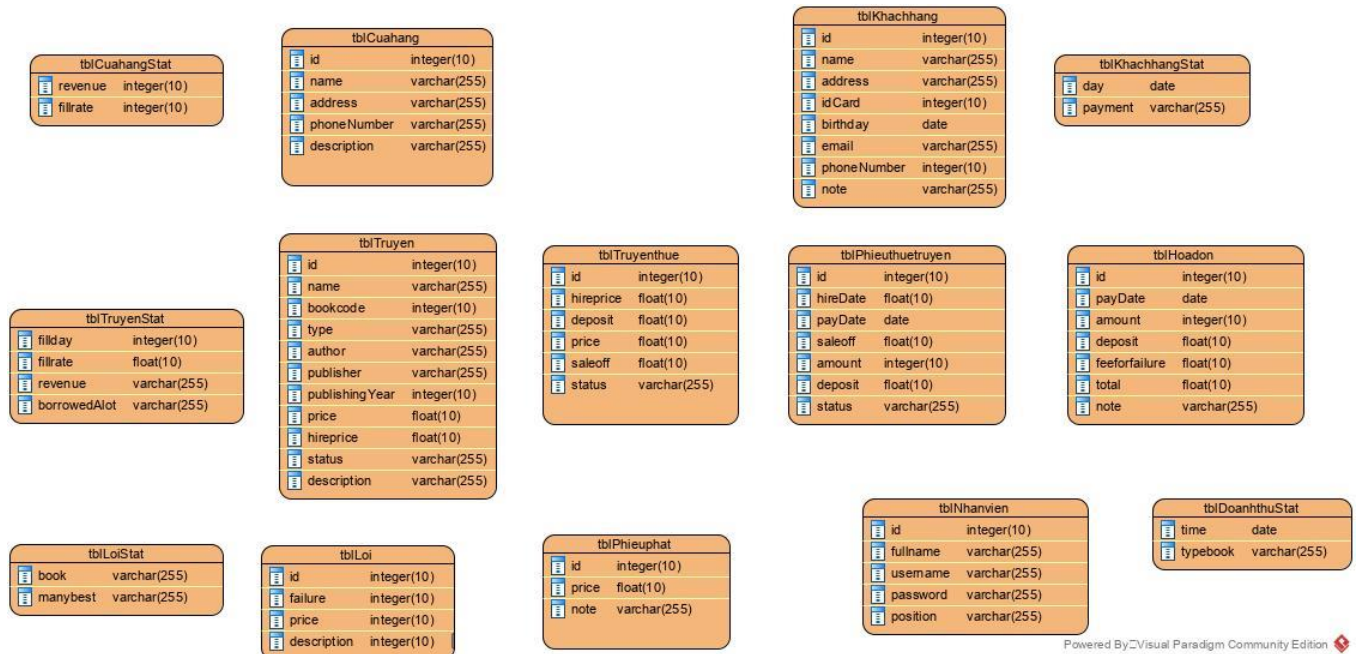 tblCuahangStat
revenue integer(10)
fillrate integer(10)
tblCuahang
id integer(10)
name varchar(255)
address varchar(255)
phoneNumber varchar(255)
description varchar(255)
tblKhachhang
id integer(10)
name varchar(255)
address varchar(255)
idCard integer(10)
birthday date
email varchar(255)
phoneNumber integer(10)
note varchar(255)
tblKhachhangStat
day date
payment varchar(255)
tblTruyenStat
fillday integer(10)
fillrate float(10)
revenue varchar(255)
borrowedAlot varchar(255)
tblTruyen
id integer(10)
name varchar(255)
bookcode integer(10)
type varchar(255)
author varchar(255)
publisher varchar(255)
publishingYear integer(10)
price float(10)
hireprice float(10)
status varchar(255)
description varchar(255)
tblTruyenthue
id integer(10)
hireprice float(10)
deposit float(10)
price float(10)
saleoff float(10)
status varchar(255)
tblPhieuthuetruyen
id integer(10)
hireDate float(10)
payDate date
saleoff float(10)
amount integer(10)
deposit float(10)
status varchar(255)
tblHoadon
id integer(10)
payDate date
amount integer(10)
deposit float(10)
feeforfailure float(10)
total float(10)
note varchar(255)
tblLoiStat
book varchar(255)
manybest varchar(255)
tblLoi
id integer(10)
failure integer(10)
price integer(10)
description integer(10)
tblPhieuphat
id integer(10)
price float(10)
note varchar(255)
tblNhanvien
id integer(10)
fullname varchar(255)
username varchar(255)
password varchar(255)
position varchar(255)
tblDoanhthuStat
time date
typebook varchar(255)
Powered By Visual Paradigm Community Edition